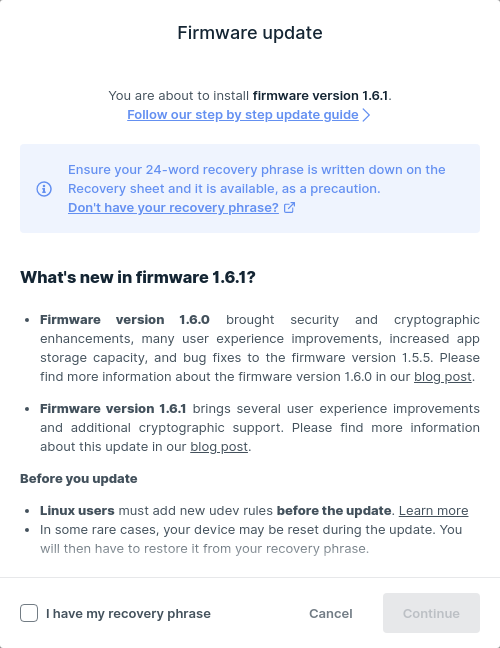 Firmware update
You are about to install firmware version 1.6.1.
Follow our step by step update guide
Ensure your 24-word recovery phrase is written down on the
Recovery sheet and it is available, as a precaution.
Don't have your recovery phrase?
What's new in firmware 1.6.1?
• Firmware version 1.6.0 brought security and cryptographic
enhancements, many user experience improvements, increased app
storage capacity, and bug fixes to the firmware version 1.5.5. Please
find more information about the firmware version 1.6.0 in our blog post.
• Firmware version 1.6.1 brings several user experience improvements
and additional cryptographic support. Please find more information
about this update in our blog post.
Before you update
• Linux users must add new udev rules before the update. Learn more
• In some rare cases, your device may be reset during the update. You
will then have to restore it from your recovery phrase.
I have my recovery phrase
Cancel
Continue